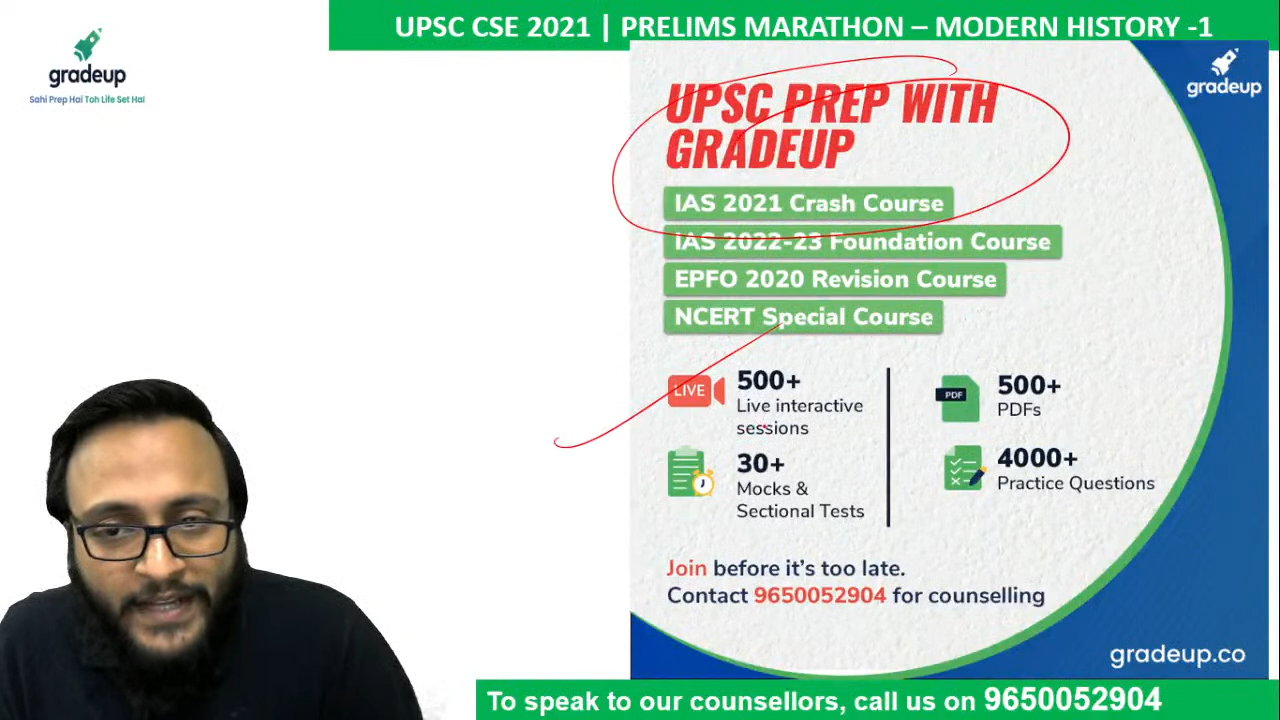 UPSC CSE 2021 | PRELIMS MARATHON – MODERN HISTORY -1
gradeup
Sahi Prep Hai Toh Life Set Hai
gradeup
UPSC PREP WITH
GRADEUP
IAS 2021 Crash Course
IAS 2022-23 Foundation Course
EPFO 2020 Revision Course
NCERT Special Course
LIVE
500+
Live interactive
sessions
30+
Mocks &
Sectional Tests
PDF
500+
PDFs
4000+
Practice Questions
Join before it's too late.
Contact 9650052904 for counselling
gradeup.co
To speak to our counsellors, call us on 9650052904